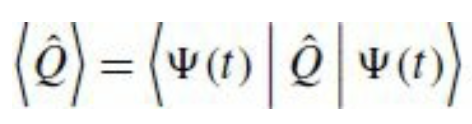 ⟨Q̂⟩ = ⟨Ψ(t) | Q̂ | Ψ(t)⟩